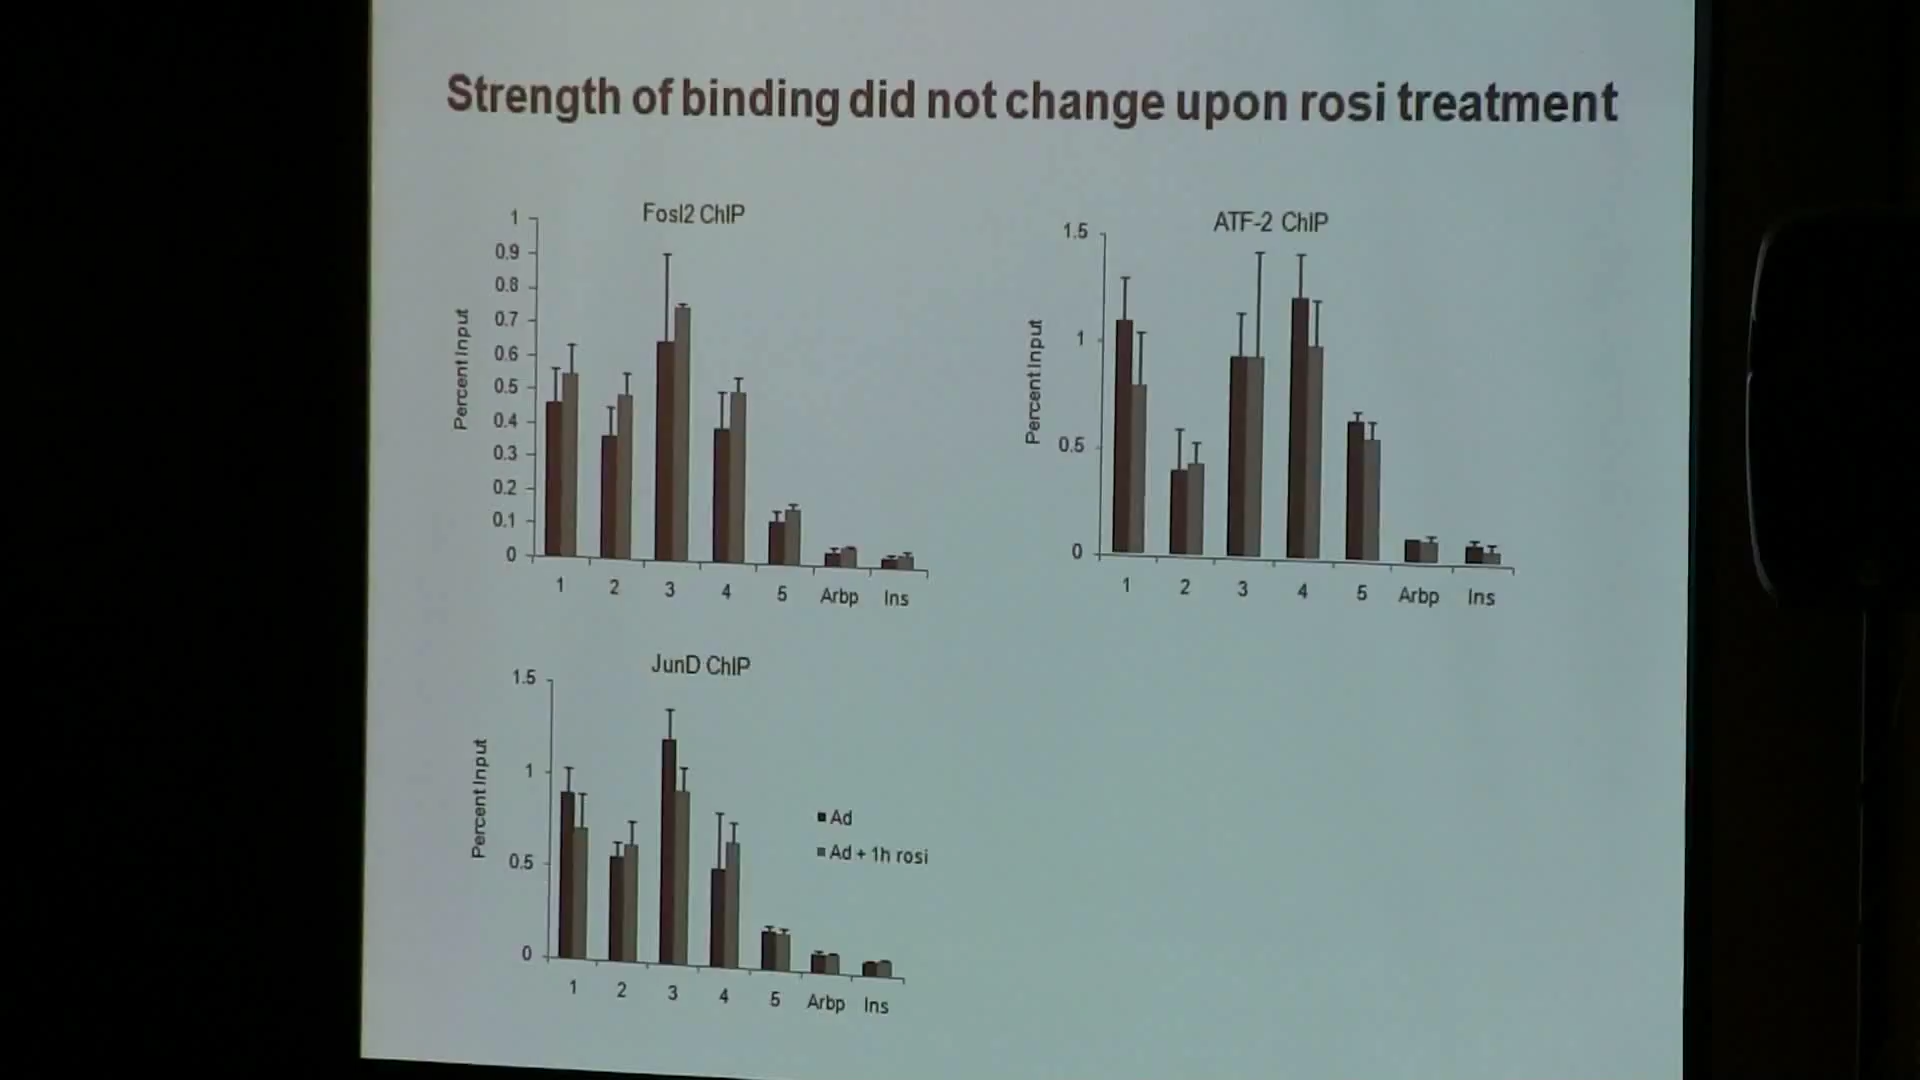 Strength of binding did not change upon rosi treatment
Fosl2 ChIP
Percent Input
1
0.9
0.8
0.7
0.6
0.5
0.4
0.3
0.2
0.1
0
1 2 3 4 5 Arbp Ins
ATF-2 ChIP
Percent Input
1.5
1
0.5
0
1 2 3 4 5 Arbp Ins
JunD ChIP
Percent Input
1.5
1
0.5
0
1 2 3 4 5 Arbp Ins
Ad
Ad + 1h rosi